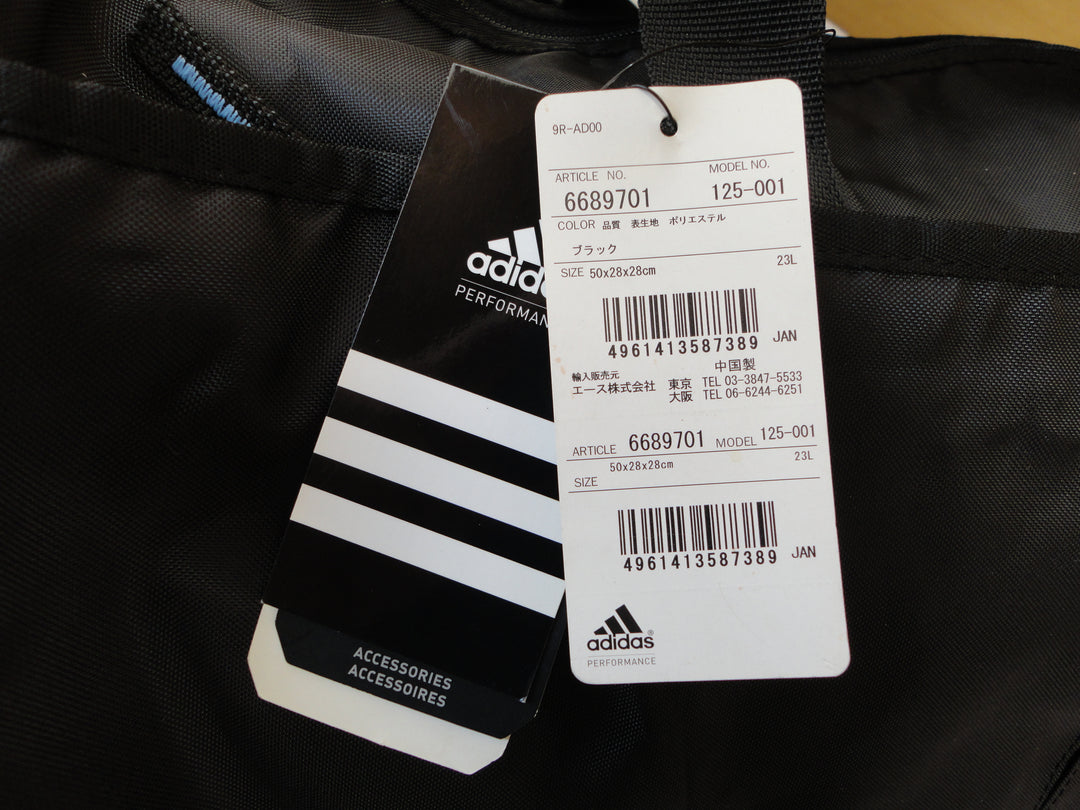 adid
PERFORMAN
ACCESSORIES
ACCESSOIRES
9R-AD00
ARTICLE NO. MODEL NO.
6689701 125-001
COLOR 品質 表生地 ポリエステル
ブラック
SIZE 50x28x28cm 23L
4961413587389 JAN
中国製
輸入販売元
エース株式会社 東京 TEL 03-3847-5533
大阪 TEL 06-6244-6251
ARTICLE 6689701 MODEL 125-001
50x28x28cm 23L
SIZE
4961413587389 JAN
adidas®
PERFORMANCE